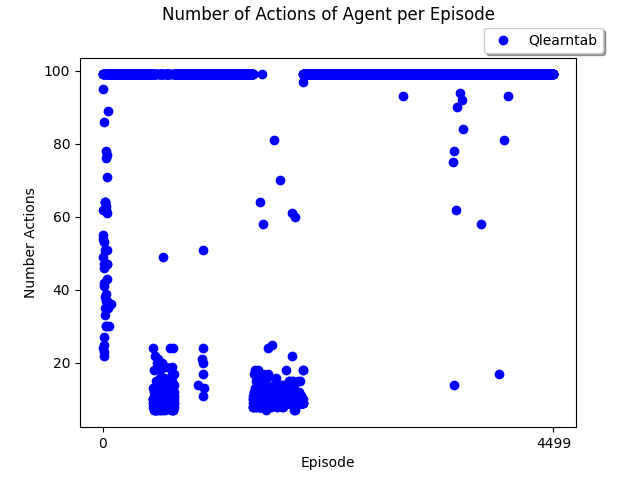 Number of Actions of Agent per Episode
Qlearntab
100
80
60
40
20
Number Actions
0
4499
Episode